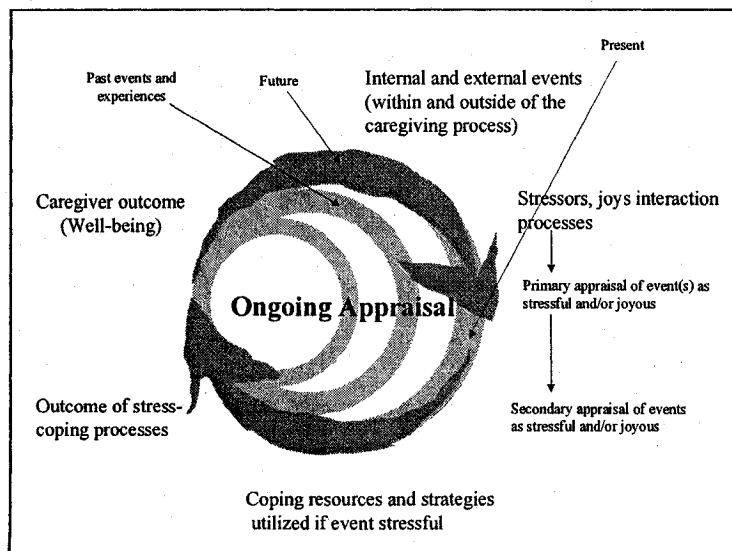 Present
Past events and
experiences
Future
Internal and external events
(within and outside of the
caregiving process)
Caregiver outcome
(Well-being)
Stressors, joys interaction
processes
Ongoing Appraisal
Primary appraisal of event(s) as
stressful and/or joyous
Outcome of stress-
coping processes
Secondary appraisal of events
as stressful and/or joyous
Coping resources and strategies
utilized if event stressful